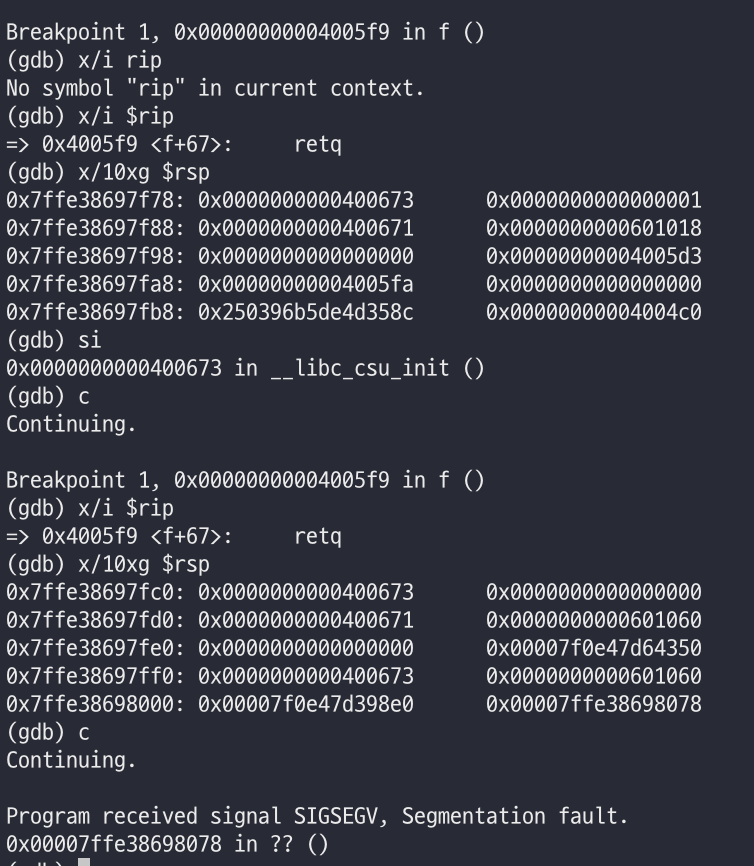 Breakpoint 1, 0x00000000004005f9 in f ()
(gdb) x/i rip
No symbol "rip" in current context.
(gdb) x/i $rip
=> 0x4005f9 <f+67>:     retq
(gdb) x/10xg $rsp
0x7ffe38697f78: 0x0000000000400673      0x0000000000000001
0x7ffe38697f88: 0x0000000000400671      0x0000000000601018
0x7ffe38697f98: 0x0000000000000000      0x00000000004005d3
0x7ffe38697fa8: 0x00000000004005fa      0x0000000000000000
0x7ffe38697fb8: 0x250396b5de4d358c      0x00000000004004c0
(gdb) si
0x0000000000400673 in __libc_csu_init ()
(gdb) c
Continuing.
Breakpoint 1, 0x00000000004005f9 in f ()
(gdb) x/i $rip
=> 0x4005f9 <f+67>:     retq
(gdb) x/10xg $rsp
0x7ffe38697fc0: 0x0000000000400673      0x0000000000000000
0x7ffe38697fd0: 0x0000000000400671      0x0000000000601060
0x7ffe38697fe0: 0x0000000000000000      0x00007f0e47d64350
0x7ffe38697ff0: 0x0000000000400673      0x0000000000601060
0x7ffe38698000: 0x00007f0e47d398e0      0x00007ffe38698078
(gdb) c
Continuing.
Program received signal SIGSEGV, Segmentation fault.
0x00007ffe38698078 in ?? ()
(gdb)